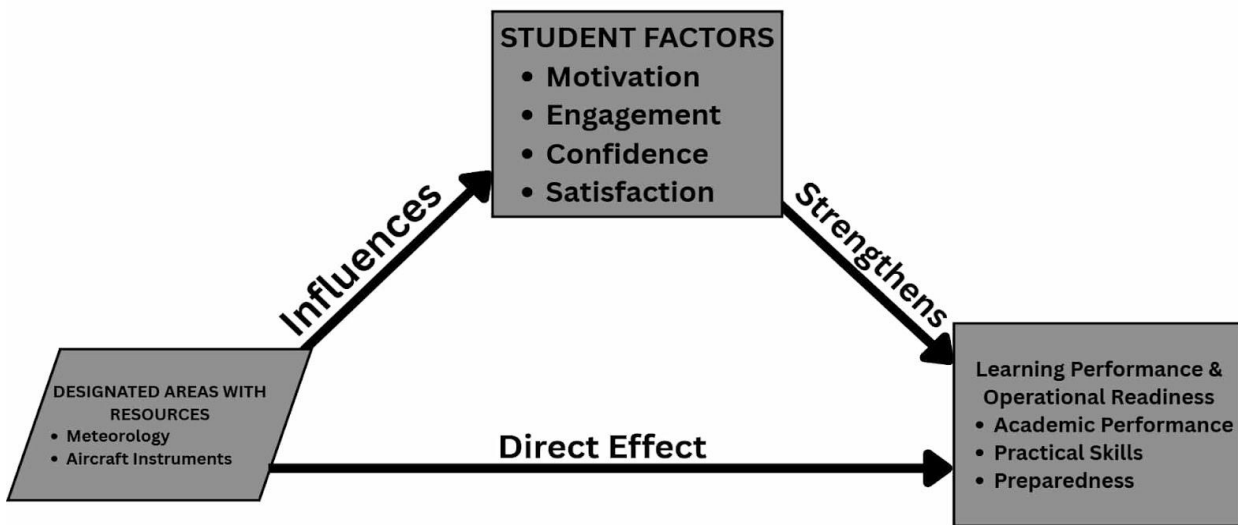 STUDENT FACTORS
• Motivation
• Engagement
• Confidence
• Satisfaction
Influences
Strengthens
DESIGNATED AREAS WITH
RESOURCES
• Meteorology
• Aircraft Instruments
Direct Effect
Learning Performance &
Operational Readiness
• Academic Performance
• Practical Skills
• Preparedness